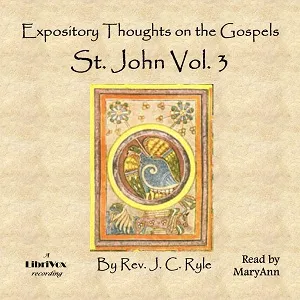 Expository Thoughts on the Gospels
St. John Vol. 3
A
LibriVox
recording
By Rev. J. C. Ryle
Read by
MaryAnn